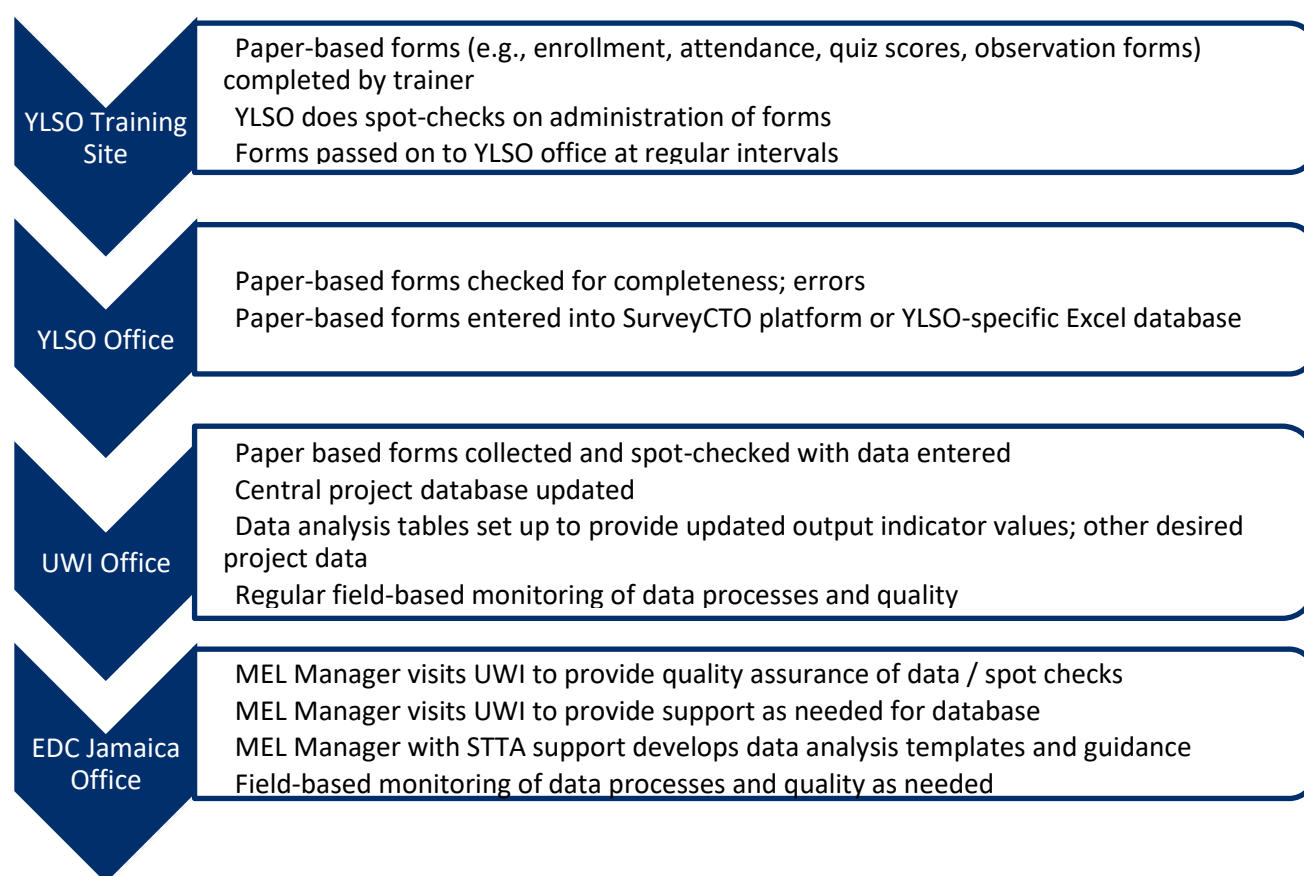 YLSO Training
Site
Paper-based forms (e.g., enrollment, attendance, quiz scores, observation forms)
completed by trainer
YLSO does spot-checks on administration of forms
Forms passed on to YLSO office at regular intervals
YLSO Office
Paper-based forms checked for completeness; errors
Paper-based forms entered into SurveyCTO platform or YLSO-specific Excel database
UWI Office
Paper based forms collected and spot-checked with data entered
Central project database updated
Data analysis tables set up to provide updated output indicator values; other desired
project data
Regular field-based monitoring of data processes and quality
EDC Jamaica
Office
MEL Manager visits UWI to provide quality assurance of data / spot checks
MEL Manager visits UWI to provide support as needed for database
MEL Manager with STTA support develops data analysis templates and guidance
Field-based monitoring of data processes and quality as needed